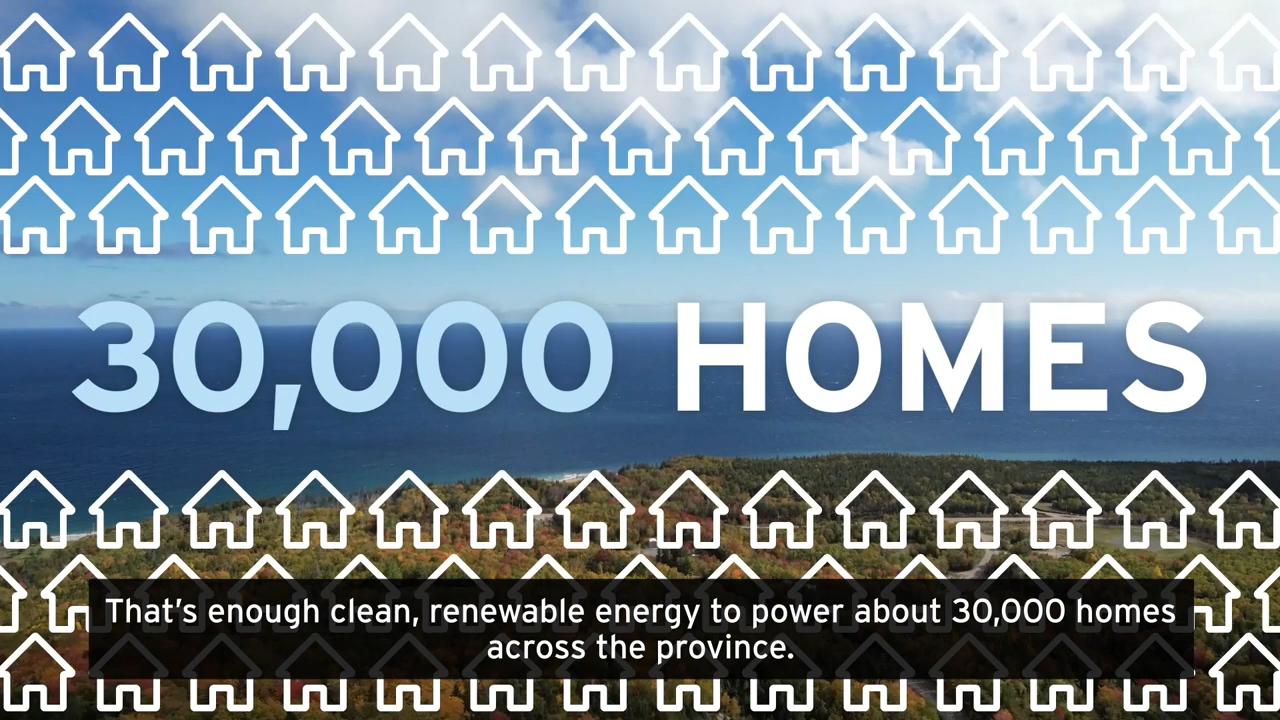 30,000 HOMES
That's enough clean, renewable energy to power about 30,000 homes
across the province.